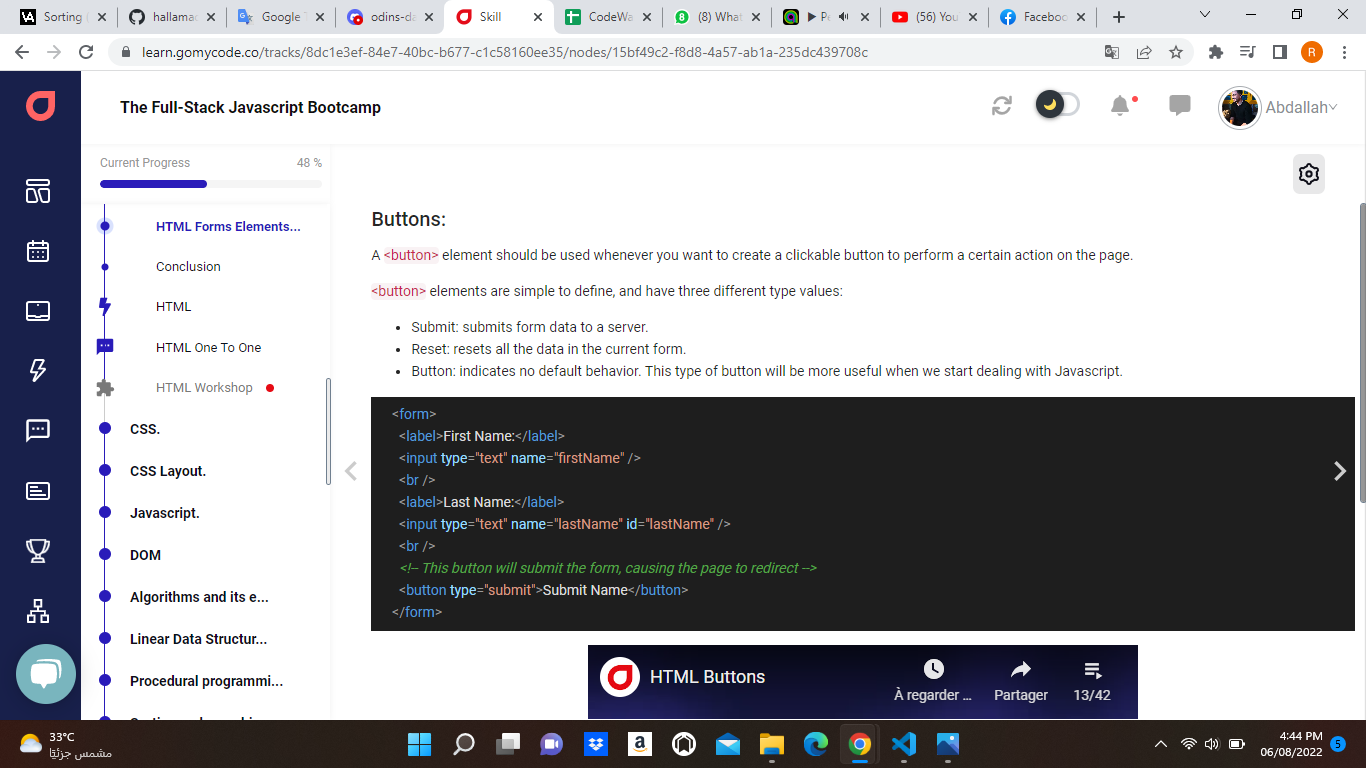 Sorting
hallamad
Google T
odins-da
Skill
CodeWa
(8) What
(56) You
Faceboo
learn.gomycode.co/tracks/8dc1e3ef-84e7-40bc-b677-c1c58160ee35/nodes/15bf49c2-f8d8-4a57-ab1a-235dc439708c
R
The Full-Stack Javascript Bootcamp
Abdallah
Current Progress
48 %
HTML Forms Elements...
Conclusion
HTML
HTML One To One
HTML Workshop
CSS.
CSS Layout.
Javascript.
DOM
Algorithms and its e...
Linear Data Structur...
Procedural programmi...
Buttons:
A <button> element should be used whenever you want to create a clickable button to perform a certain action on the page.
<button> elements are simple to define, and have three different type values:
• Submit: submits form data to a server.
• Reset: resets all the data in the current form.
• Button: indicates no default behavior. This type of button will be more useful when we start dealing with Javascript.
<form>
<label>First Name:</label>
<input type="text" name="firstName" />
<br />
<label>Last Name:</label>
<input type="text" name="lastName" id="lastName" />
<br />
<!-- This button will submit the form, causing the page to redirect -->
<button type="submit">Submit Name</button>
</form>
HTML Buttons
À regarder ...
Partager
13/42
33°C
مشمس جزئيًا
4:44 PM
06/08/2022
5